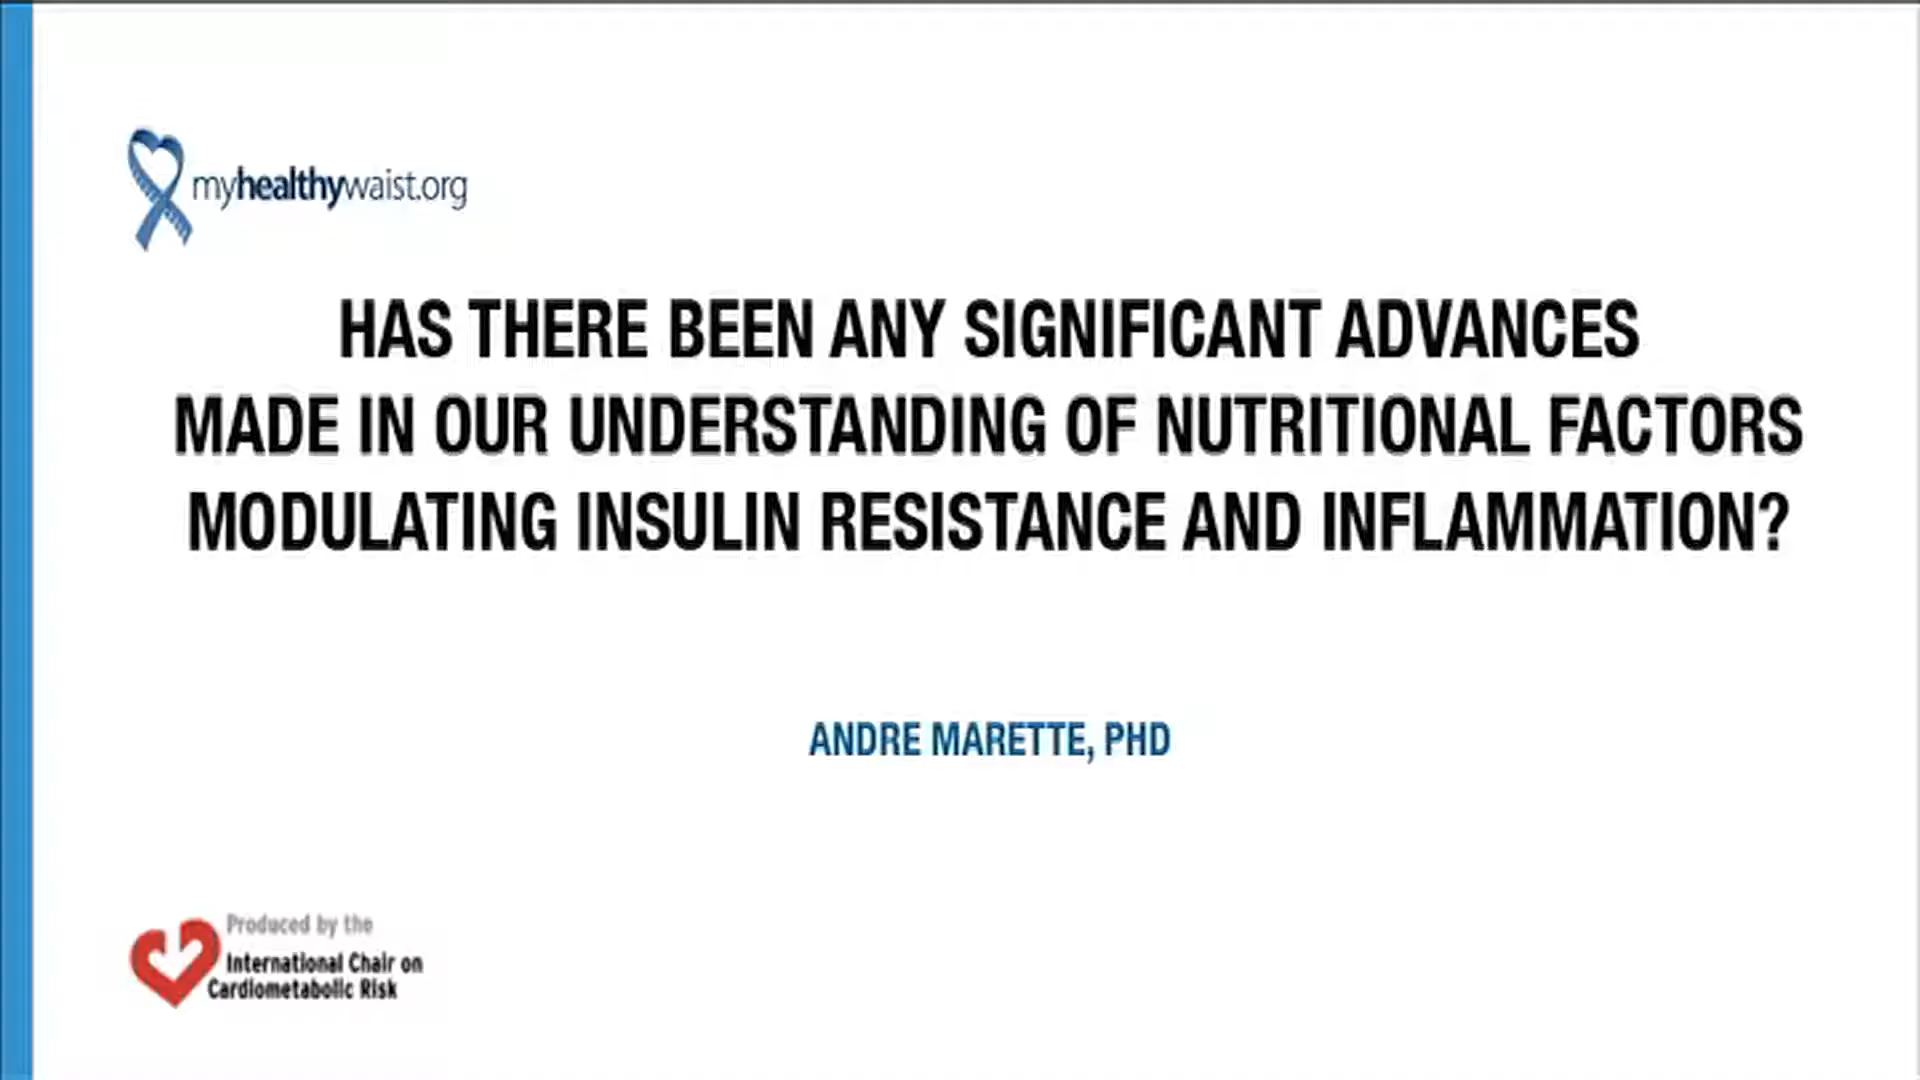 myhealthywaist.org
HAS THERE BEEN ANY SIGNIFICANT ADVANCES
MADE IN OUR UNDERSTANDING OF NUTRITIONAL FACTORS
MODULATING INSULIN RESISTANCE AND INFLAMMATION?
ANDRE MARETTE, PHD
Produced by the
International Chair on
Cardiometabolic Risk